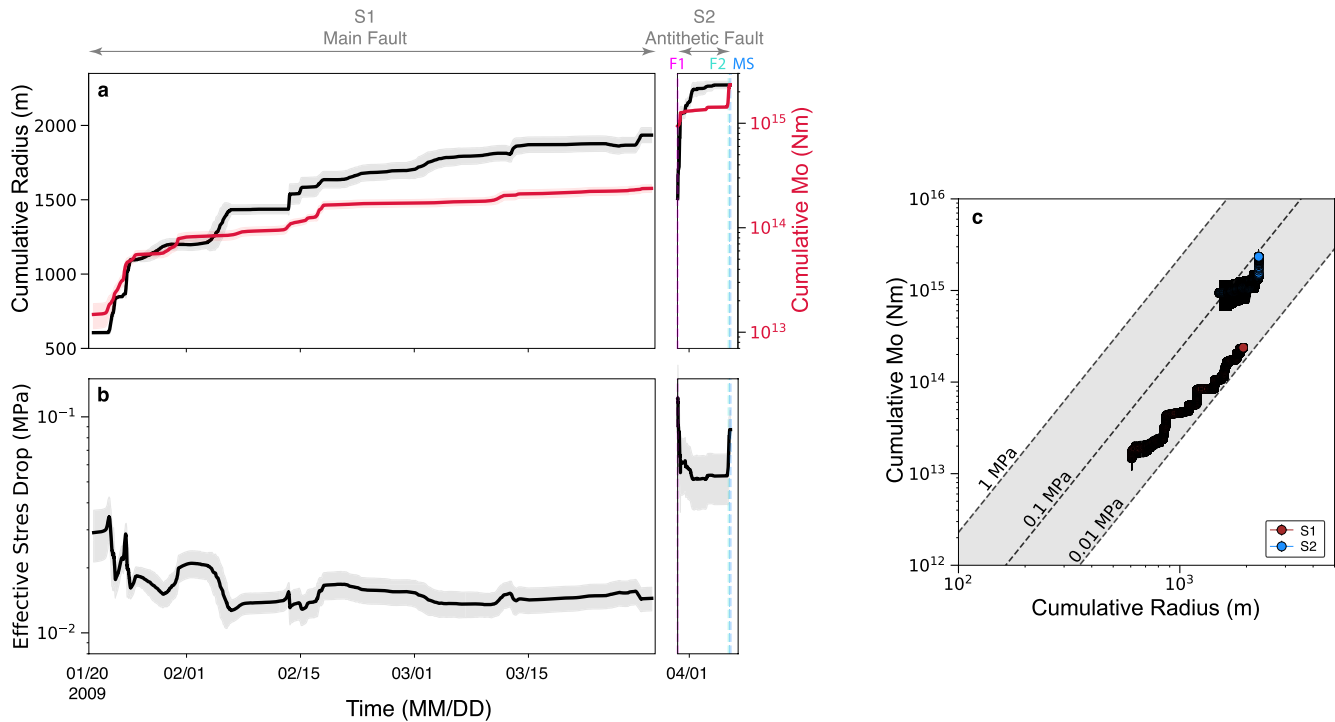 S1
Main Fault
S2
Antithetic Fault
F1
F2
MS
a
Cumulative Radius (m)
2000
1500
1000
500
10^15
10^14
10^13
Cumulative Mo (Nm)
b
Effective Stres Drop (MPa)
10^−1
10^−2
01/20
2009
02/01
02/15
03/01
03/15
04/01
Time (MM/DD)
c
Cumulative Mo (Nm)
10^16
10^15
10^14
10^13
10^12
1 MPa
0.1 MPa
0.01 MPa
S1
S2
10^2
10^3
Cumulative Radius (m)